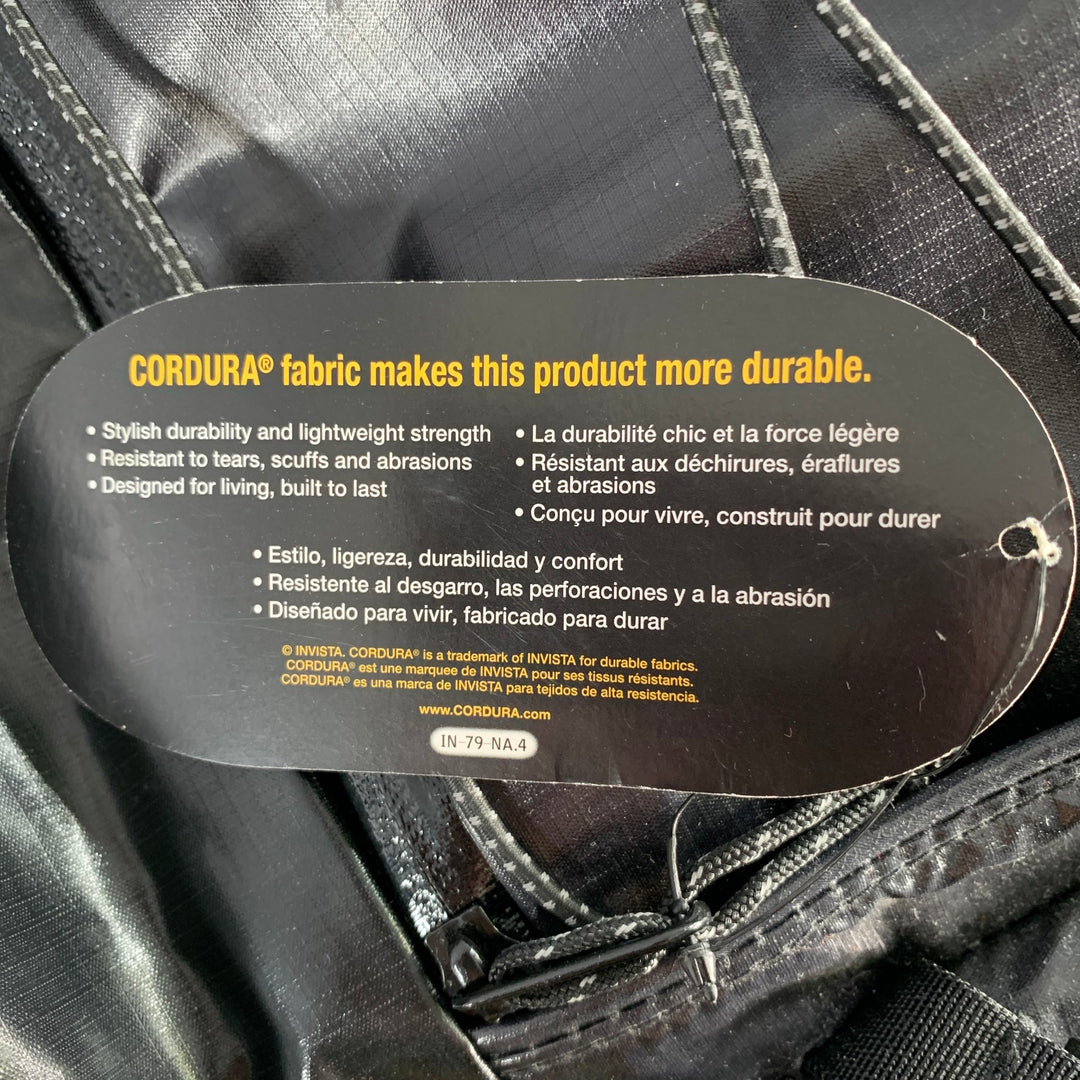 CORDURA® fabric makes this product more durable.
• Stylish durability and lightweight strength
• Resistant to tears, scuffs and abrasions
• Designed for living, built to last
• La durabilité chic et la force légère
• Résistant aux déchirures, éraflures
et abrasions
• Conçu pour vivre, construit pour durer
• Estilo, ligereza, durabilidad y confort
• Resistente al desgarro, las perforaciones y a la abrasión
• Diseñado para vivir, fabricado para durar
© INVISTA. CORDURA® is a trademark of INVISTA for durable fabrics.
CORDURA® est une marquee de INVISTA pour ses tissus résistants.
CORDURA® es una marca de INVISTA para tejidos de alta resistencia.
www.CORDURA.com
IN-79-NA.4